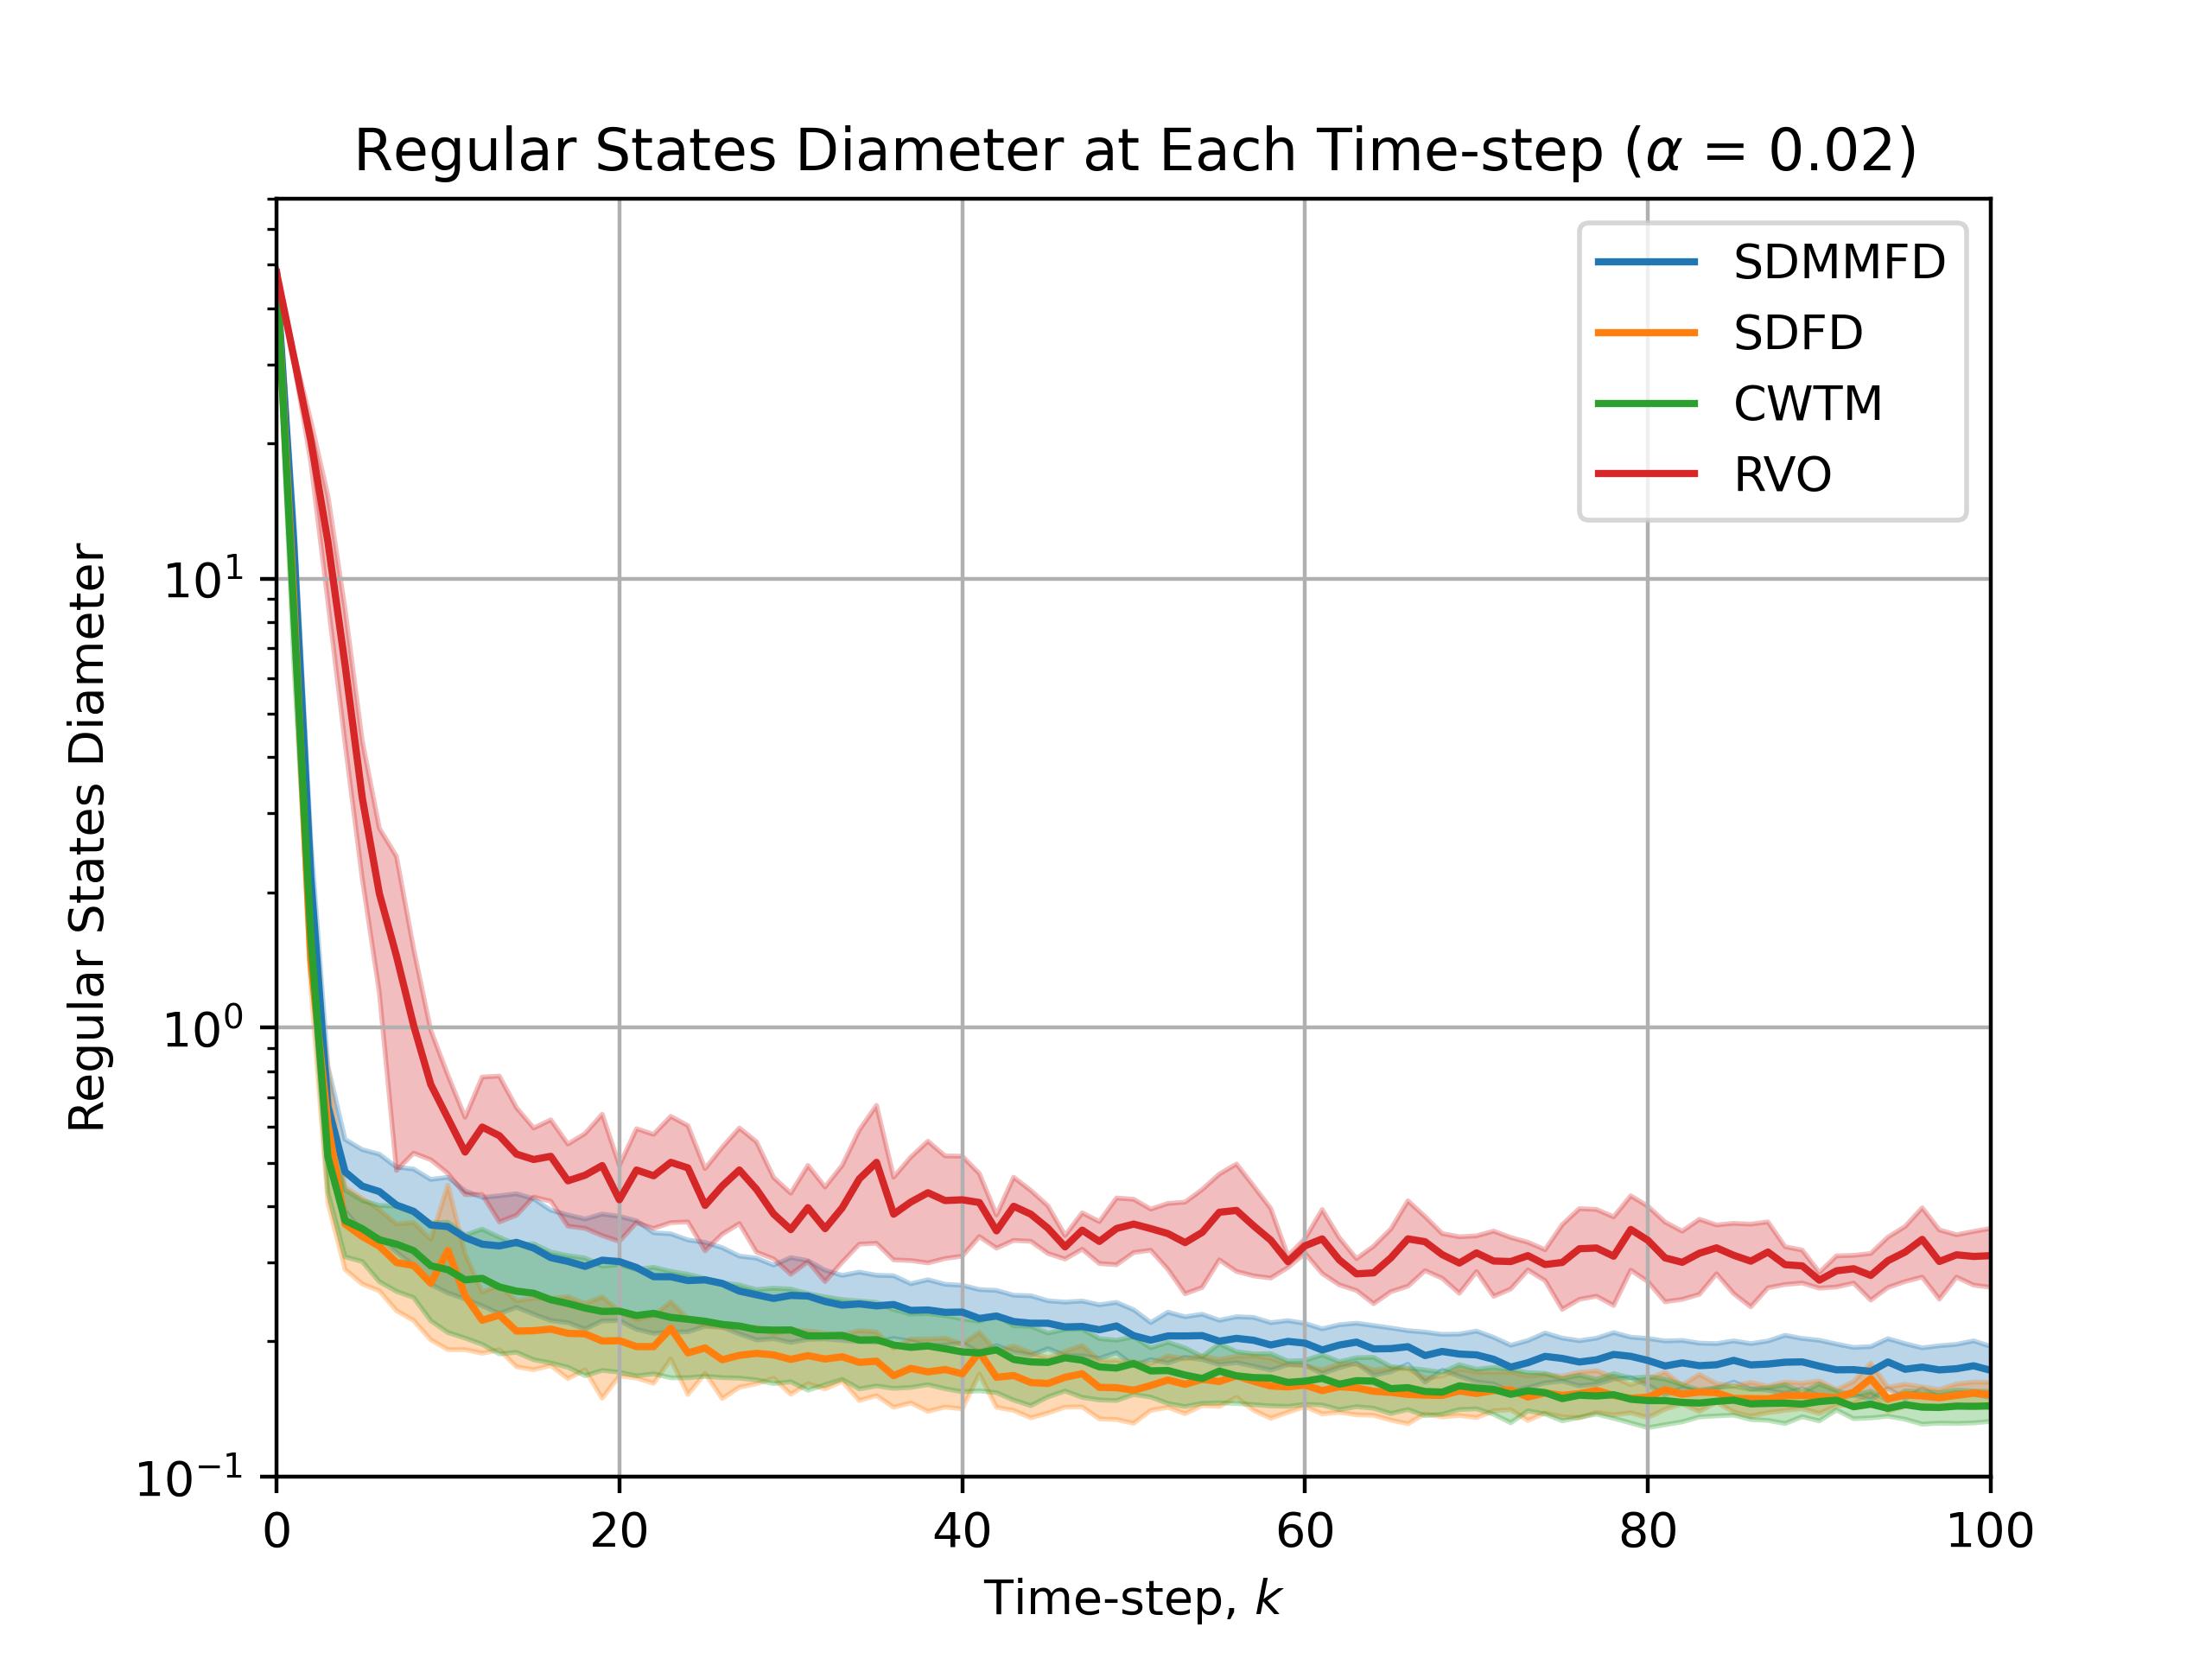 Regular States Diameter at Each Time-step (α = 0.02)
SDMMFD
SDFD
CWTM
RVO
Regular States Diameter
10¹
10⁰
10⁻¹
0 20 40 60 80 100
Time-step, k